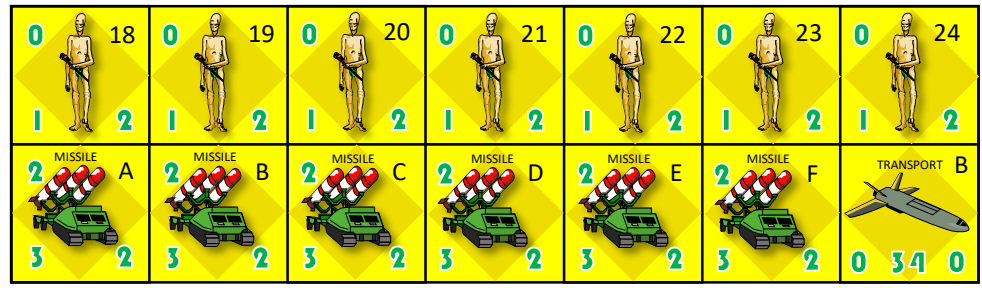 0 18 0 19 0 20 0 21 0 22 0 23 0 24
1 2 1 2 1 2 1 2 1 2 1 2 1 2
MISSILE A MISSILE B MISSILE C MISSILE D MISSILE E MISSILE F TRANSPORT B
2 2 2 2 2 2
3 2 3 2 3 2 3 2 3 2 3 2 0 34 0